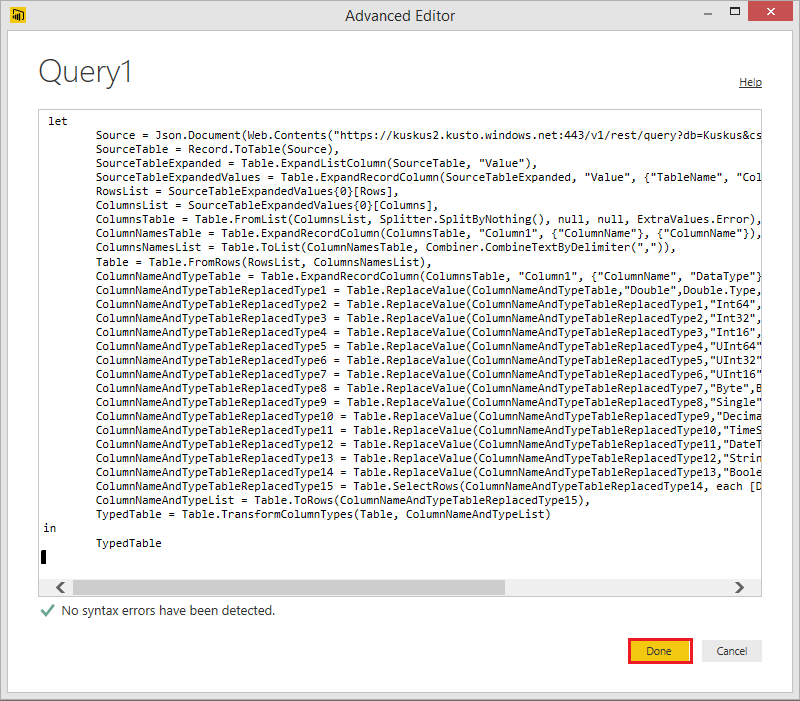 Advanced Editor
Query1
Help
let
Source = Json.Document(Web.Contents("https://kuskus2.kusto.windows.net:443/v1/rest/query?db=Kuskus&cs
SourceTable = Record.ToTable(Source),
SourceTableExpanded = Table.ExpandListColumn(SourceTable, "Value"),
SourceTableExpandedValues = Table.ExpandRecordColumn(SourceTableExpanded, "Value", {"TableName", "Col
RowsList = SourceTableExpandedValues{0}[Rows],
ColumnsList = SourceTableExpandedValues{0}[Columns],
ColumnsTable = Table.FromList(ColumnsList, Splitter.SplitByNothing(), null, null, ExtraValues.Error),
ColumnNamesTable = Table.ExpandRecordColumn(ColumnsTable, "Column1", {"ColumnName"}, {"ColumnName"}),
ColumnsNamesList = Table.ToList(ColumnNamesTable, Combiner.CombineTextByDelimiter(",")),
Table = Table.FromRows(RowsList, ColumnsNamesList),
ColumnNameAndTypeTable = Table.ExpandRecordColumn(ColumnsTable, "Column1", {"ColumnName", "DataType"}
ColumnNameAndTypeTableReplacedType1 = Table.ReplaceValue(ColumnNameAndTypeTable,"Double",Double.Type,
ColumnNameAndTypeTableReplacedType2 = Table.ReplaceValue(ColumnNameAndTypeTableReplacedType1,"Int64",
ColumnNameAndTypeTableReplacedType3 = Table.ReplaceValue(ColumnNameAndTypeTableReplacedType2,"Int32",
ColumnNameAndTypeTableReplacedType4 = Table.ReplaceValue(ColumnNameAndTypeTableReplacedType3,"Int16",
ColumnNameAndTypeTableReplacedType5 = Table.ReplaceValue(ColumnNameAndTypeTableReplacedType4,"UInt64"
ColumnNameAndTypeTableReplacedType6 = Table.ReplaceValue(ColumnNameAndTypeTableReplacedType5,"UInt32"
ColumnNameAndTypeTableReplacedType7 = Table.ReplaceValue(ColumnNameAndTypeTableReplacedType6,"UInt16"
ColumnNameAndTypeTableReplacedType8 = Table.ReplaceValue(ColumnNameAndTypeTableReplacedType7,"Byte",B
ColumnNameAndTypeTableReplacedType9 = Table.ReplaceValue(ColumnNameAndTypeTableReplacedType8,"Single"
ColumnNameAndTypeTableReplacedType10 = Table.ReplaceValue(ColumnNameAndTypeTableReplacedType9,"Decima
ColumnNameAndTypeTableReplacedType11 = Table.ReplaceValue(ColumnNameAndTypeTableReplacedType10,"TimeS
ColumnNameAndTypeTableReplacedType12 = Table.ReplaceValue(ColumnNameAndTypeTableReplacedType11,"DateT
ColumnNameAndTypeTableReplacedType13 = Table.ReplaceValue(ColumnNameAndTypeTableReplacedType12,"Strin
ColumnNameAndTypeTableReplacedType14 = Table.ReplaceValue(ColumnNameAndTypeTableReplacedType13,"Boole
ColumnNameAndTypeTableReplacedType15 = Table.SelectRows(ColumnNameAndTypeTableReplacedType14, each [D
ColumnNameAndTypeList = Table.ToRows(ColumnNameAndTypeTableReplacedType15),
TypedTable = Table.TransformColumnTypes(Table, ColumnNameAndTypeList)
in
TypedTable
No syntax errors have been detected.
Done
Cancel